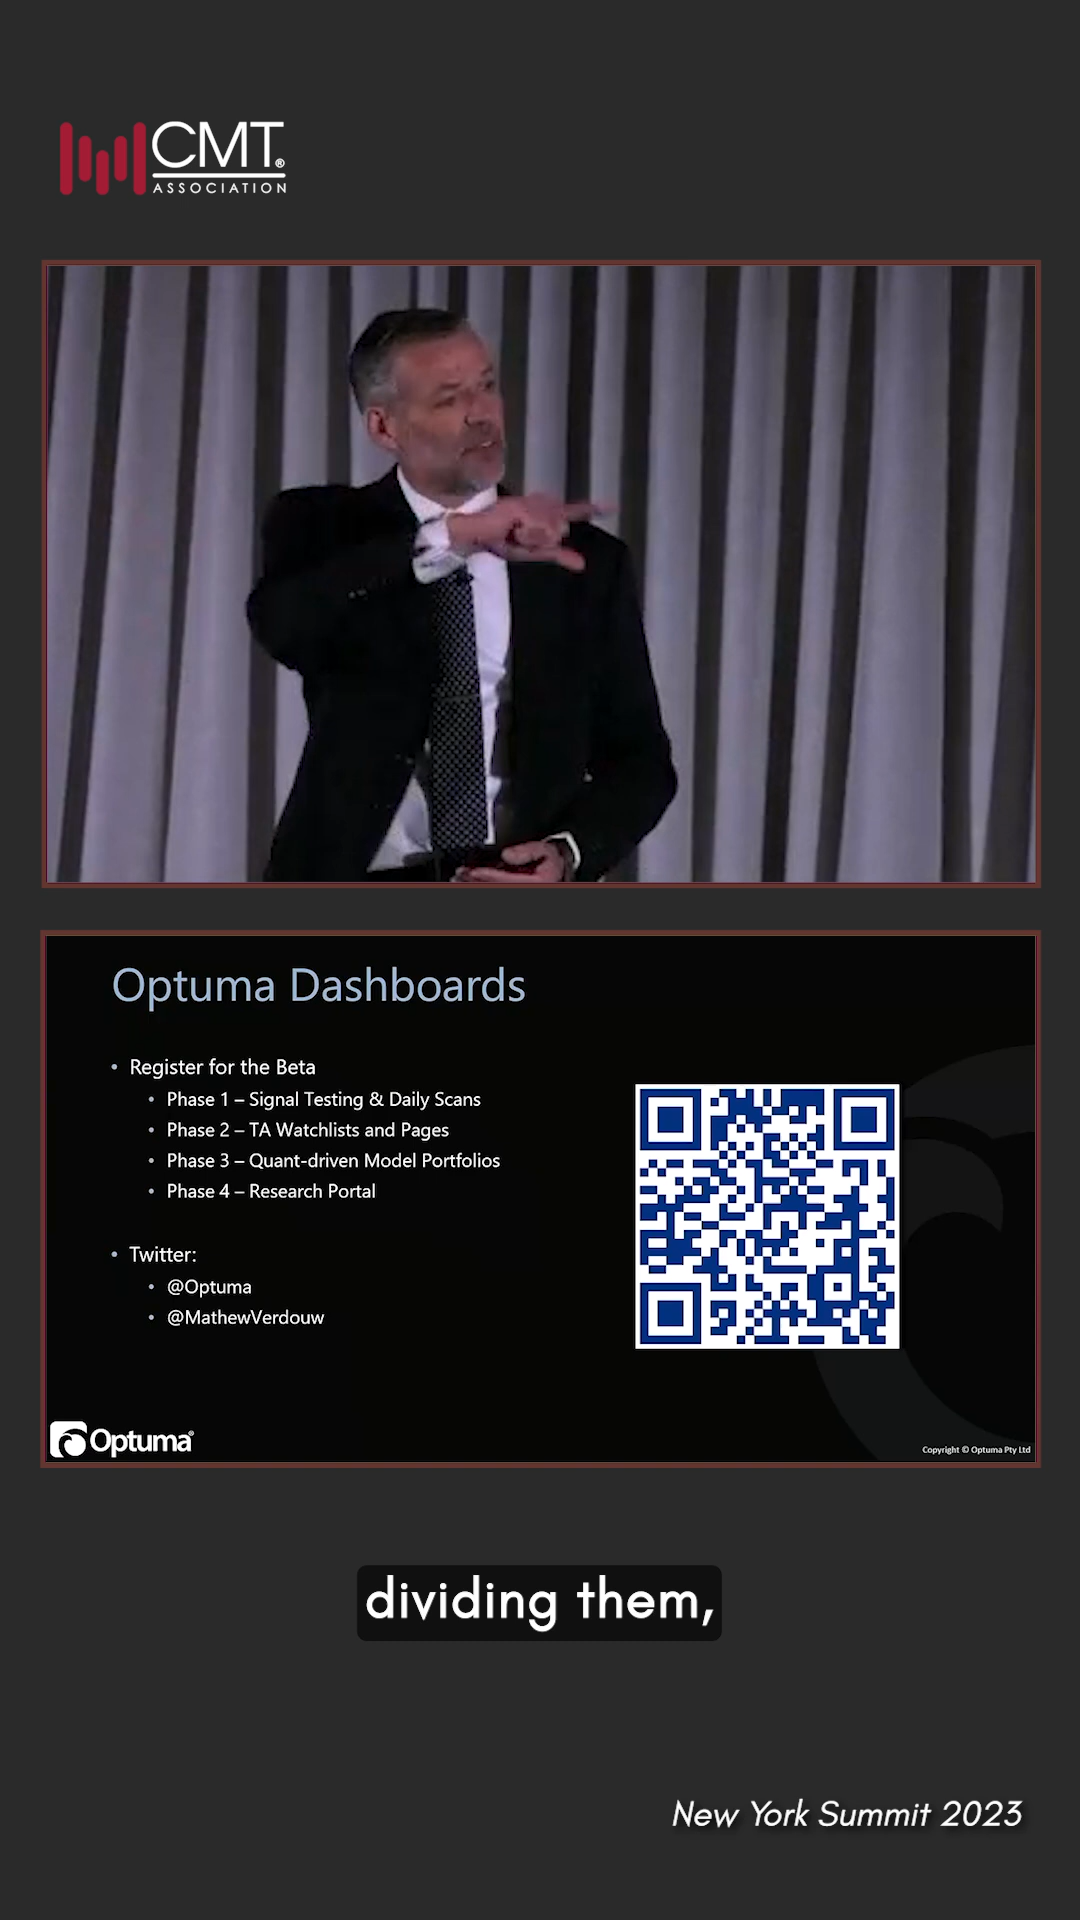 CMT®
ASSOCIATION
Optuma Dashboards
• Register for the Beta
• Phase 1 – Signal Testing & Daily Scans
• Phase 2 – TA Watchlists and Pages
• Phase 3 – Quant-driven Model Portfolios
• Phase 4 – Research Portal
• Twitter:
• @Optuma
• @MathewVerdouw
Optuma®
Copyright © Optuma Pty Ltd
dividing them,
New York Summit 2023